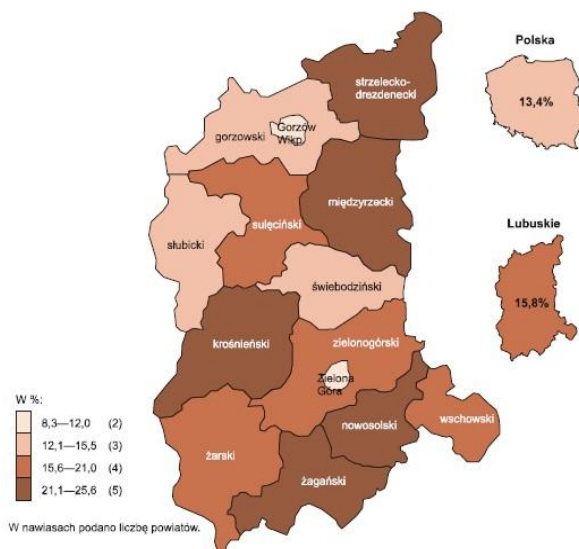 Polska
13,4%
strzelecko-
drezdenecki
Gorzów
Wlkp
gorzowski
międzyrzecki
sulęciński
słubicki
Lubuskie
15,8%
świebodziński
krośnieński
zielonogórski
Zielona
Góra
nowosolski
wschowski
żarski
żagański
W %:
8,3—12,0 (2)
12,1—15,5 (3)
15,6—21,0 (4)
21,1—25,6 (5)
W nawiasach podano liczbę powiatów.